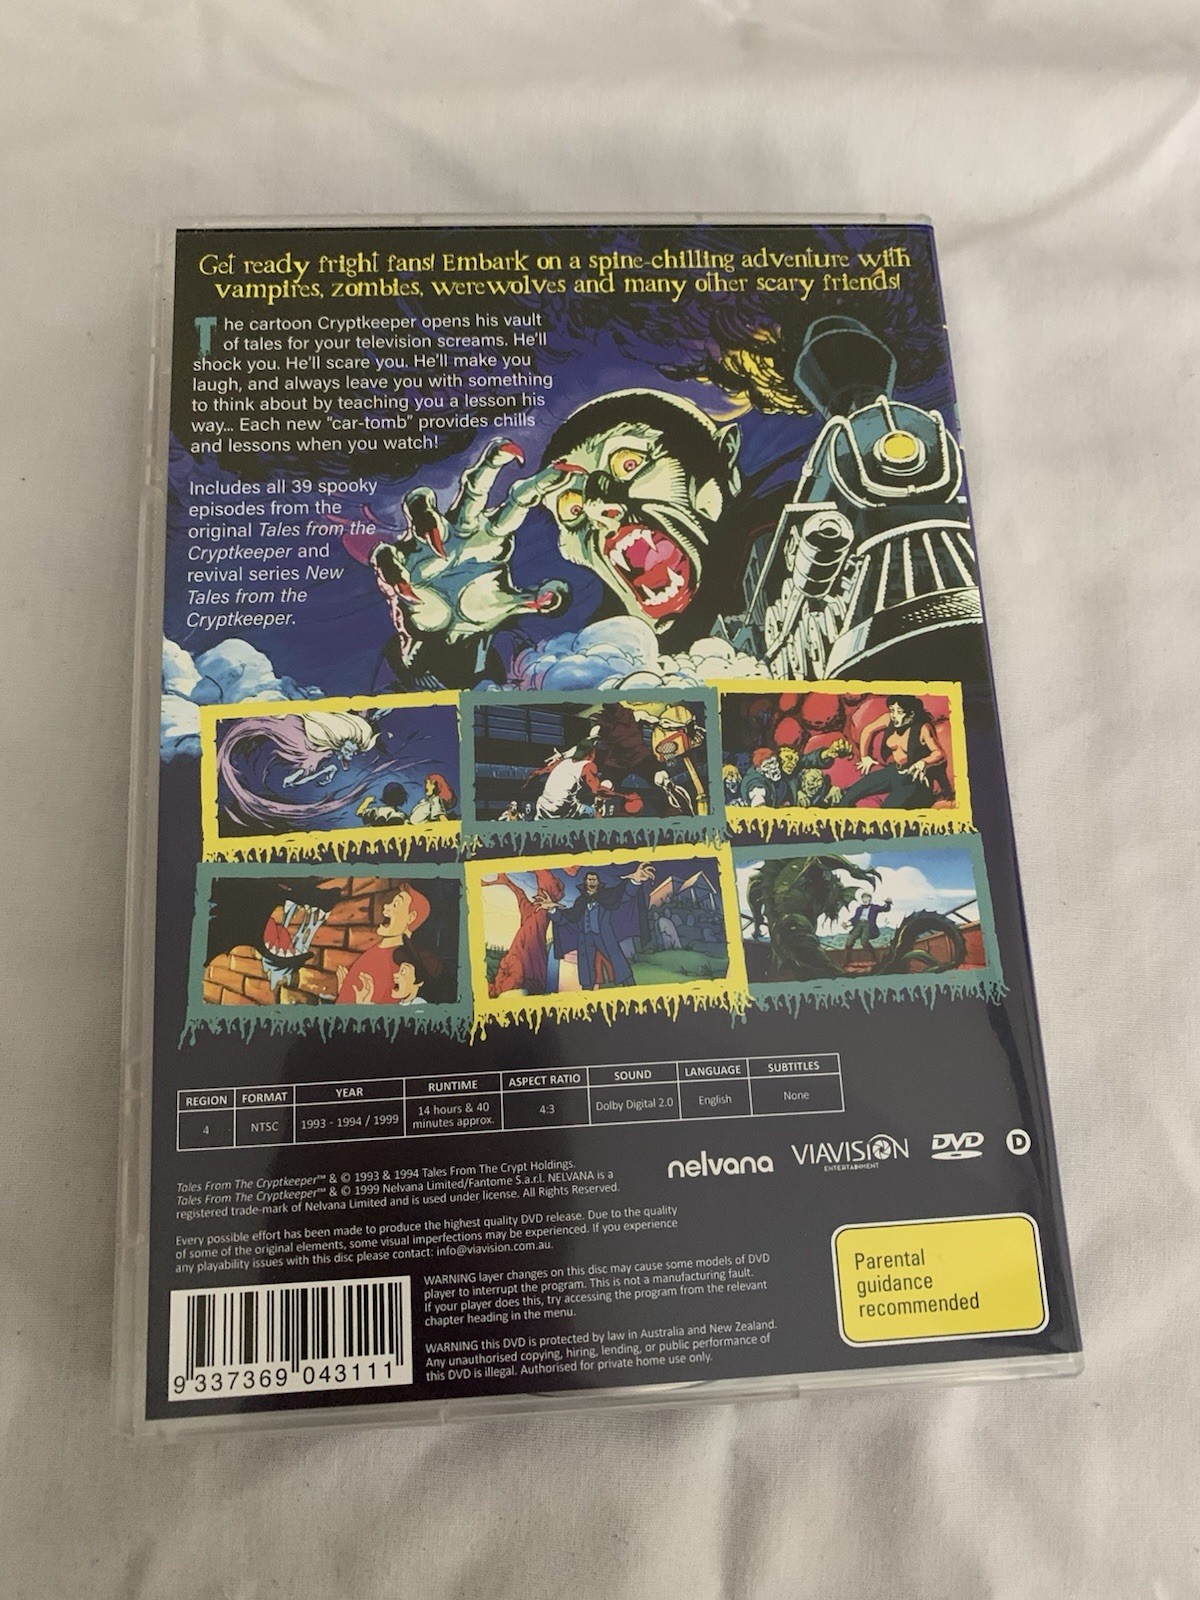 Get ready fright fans! Embark on a spine-chilling adventure with
vampires, zombies, werewolves and many other scary friends!
The cartoon Cryptkeeper opens his vault
of tales for your television screams. He'll
shock you. He'll scare you. He'll make you
laugh, and always leave you with something
to think about by teaching you a lesson his
way... Each new "car-tomb" provides chills
and lessons when you watch!
Includes all 39 spooky
episodes from the
original Tales from the
Cryptkeeper and
revival series New
Tales from the
Cryptkeeper.
REGION FORMAT YEAR RUNTIME ASPECT RATIO SOUND LANGUAGE SUBTITLES
4 NTSC 1993 - 1994 / 1999 14 hours & 40 minutes approx. 4:3 Dolby Digital 2.0 English None
nelvana VIAVISION ENTERTAINMENT DVD D
Tales From The Cryptkeeper™ & © 1993 & 1994 Tales From The Crypt Holdings.
Tales From The Cryptkeeper™ & © 1999 Nelvana Limited/Fantome S.a.r.l. NELVANA is a
registered trade-mark of Nelvana Limited and is used under license. All Rights Reserved.
Every possible effort has been made to produce the highest quality DVD release. Due to the quality
of some of the original elements, some visual imperfections may be experienced. If you experience
any playability issues with this disc please contact: info@viavision.com.au.
WARNING layer changes on this disc may cause some models of DVD
player to interrupt the program. This is not a manufacturing fault.
If your player does this, try accessing the program from the relevant
chapter heading in the menu.
WARNING this DVD is protected by law in Australia and New Zealand.
Any unauthorised copying, hiring, lending, or public performance of
this DVD is illegal. Authorised for private home use only.
Parental
guidance
recommended
9 337369 043111